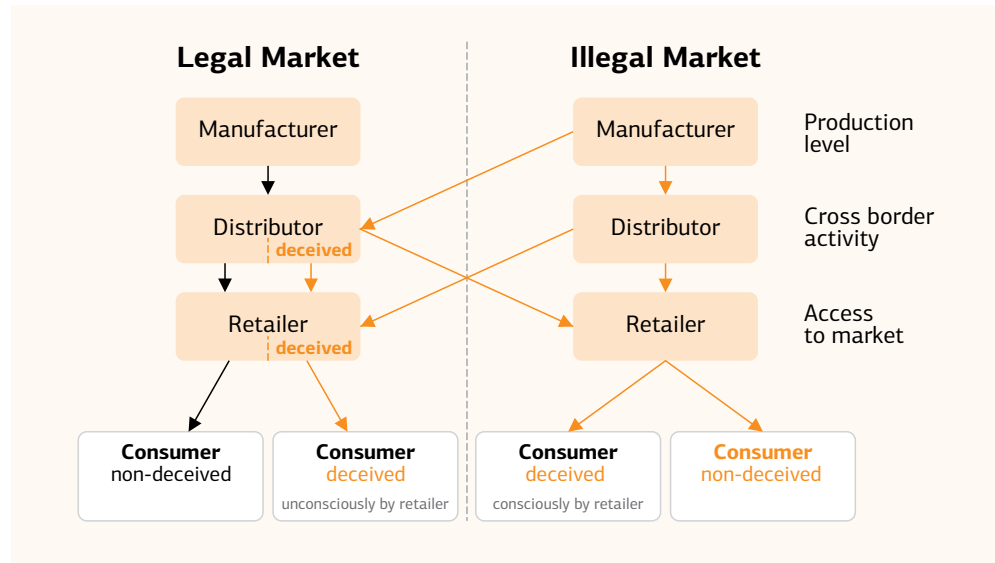 Legal Market
Illegal Market
Manufacturer
Manufacturer
Production
level
Distributor
deceived
Distributor
Cross border
activity
Retailer
deceived
Retailer
Access
to market
Consumer
non-deceived
Consumer
deceived
unconsciously by retailer
Consumer
deceived
consciously by retailer
Consumer
non-deceived